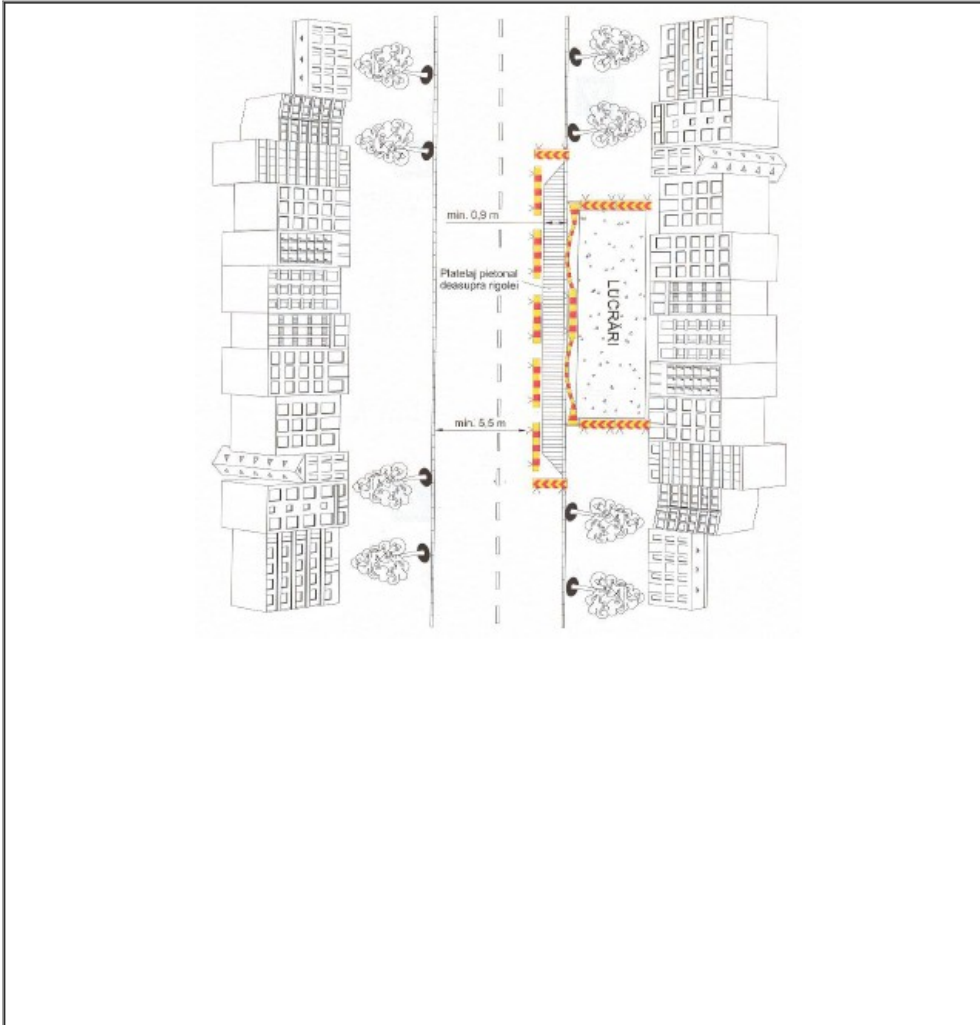 min. 0,9 m
Platelaj pietonal
deasupra rigolei
LUCRĂRI
min. 5,5 m